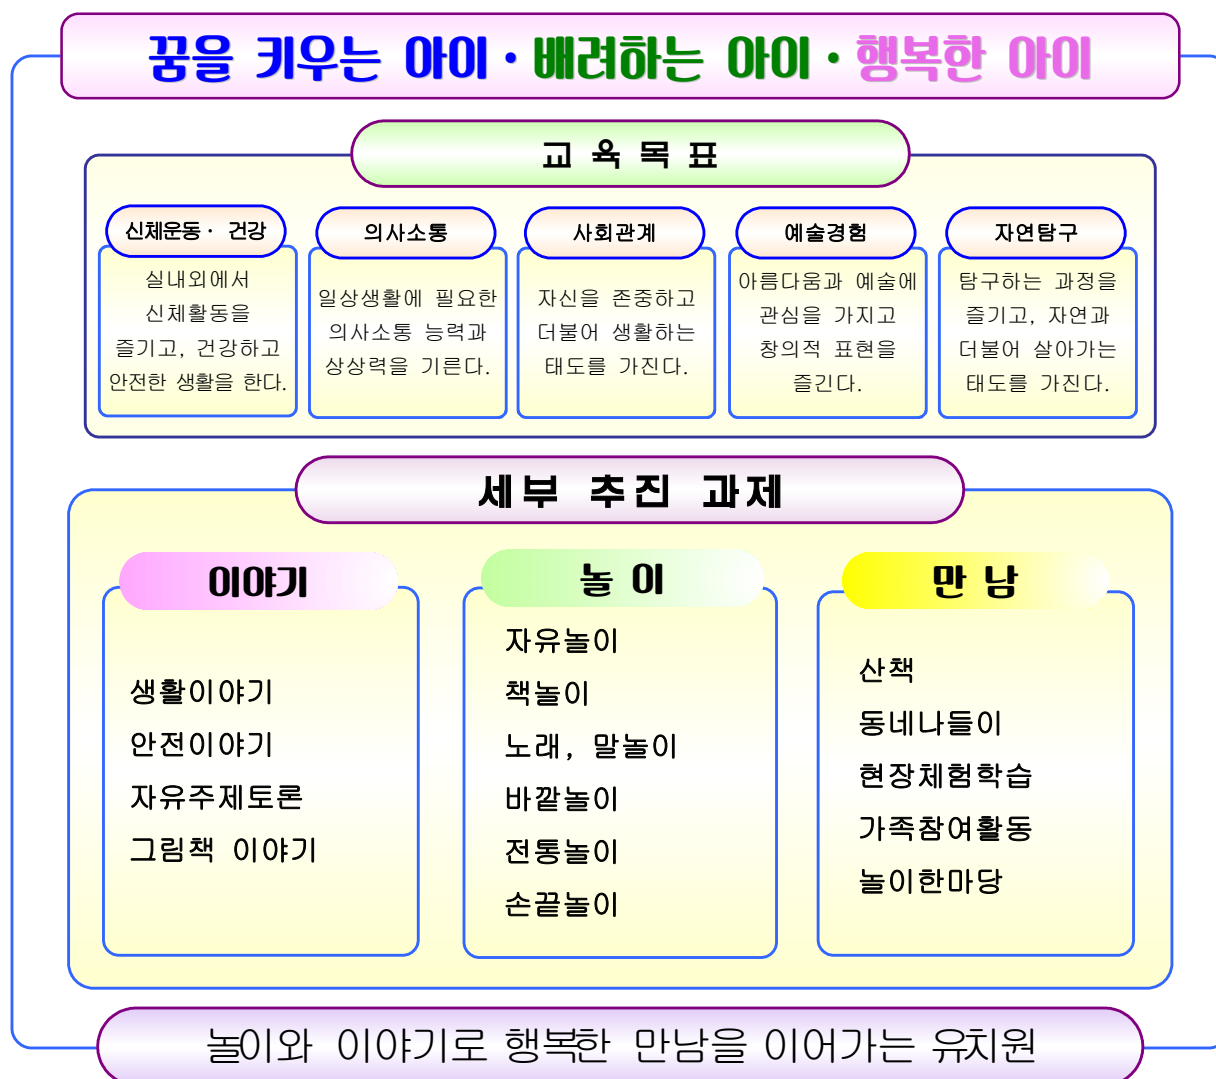 꿈을 키우는 아이·배려하는 아이·행복한 아이
교 육 목 표
신체운동· 건강
실내외에서
신체활동을
즐기고, 건강하고
안전한 생활을 한다.
의사소통
일상생활에 필요한
의사소통 능력과
상상력을 기른다.
사회관계
자신을 존중하고
더불어 생활하는
태도를 가진다.
예술경험
아름다움과 예술에
관심을 가지고
창의적 표현을
즐긴다.
자연탐구
탐구하는 과정을
즐기고, 자연과
더불어 살아가는
태도를 가진다.
세부 추진 과제
이야기
생활이야기
안전이야기
자유주제토론
그림책 이야기
놀 이
자유놀이
책놀이
노래, 말놀이
바깥놀이
전통놀이
손끝놀이
만 남
산책
동네나들이
현장체험학습
가족참여활동
놀이한마당
놀이와 이야기로 행복한 만남을 이어가는 유치원